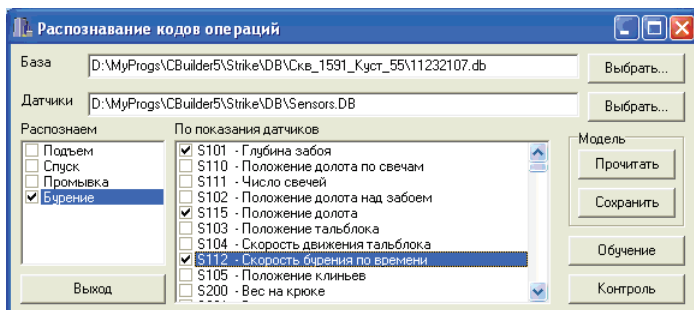 Распознавание кодов операций
База D:\MyProgs\CBuilder5\Strike\DB\Скв_1591_Куст_55\11232107.db Выбрать...
Датчики D:\MyProgs\CBuilder5\Strike\DB\Sensors.DB Выбрать...
Распознаем
Подъем
Спуск
Промывка
Бурение
Выход
По показания датчиков
S101 - Глубина забоя
S110 - Положение долота по свечам
S111 - Число свечей
S102 - Положение долота над забоем
S115 - Положение долота
S103 - Положение тальблока
S104 - Скорость движения тальблока
S112 - Скорость бурения по времени
S105 - Положение клиньев
S200 - Вес на крюке
Модель
Прочитать
Сохранить
Обучение
Контроль